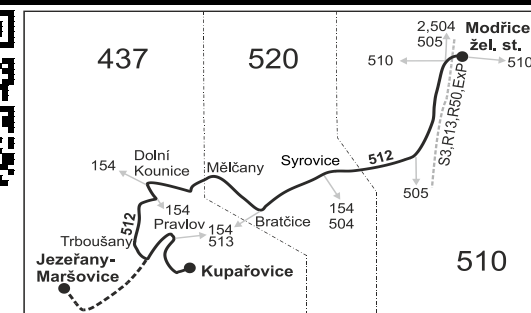 437
520
2,504
505
Modřice
žel. st.
510
510
S3,R13,R50,ExP
Dolní
Kounice
154
Mělčany
Syrovice
512
505
154
504
154
Pravlov
154
513
Bratčice
512
Trboušany
Jezeřany-
Maršovice
Kupařovice
510